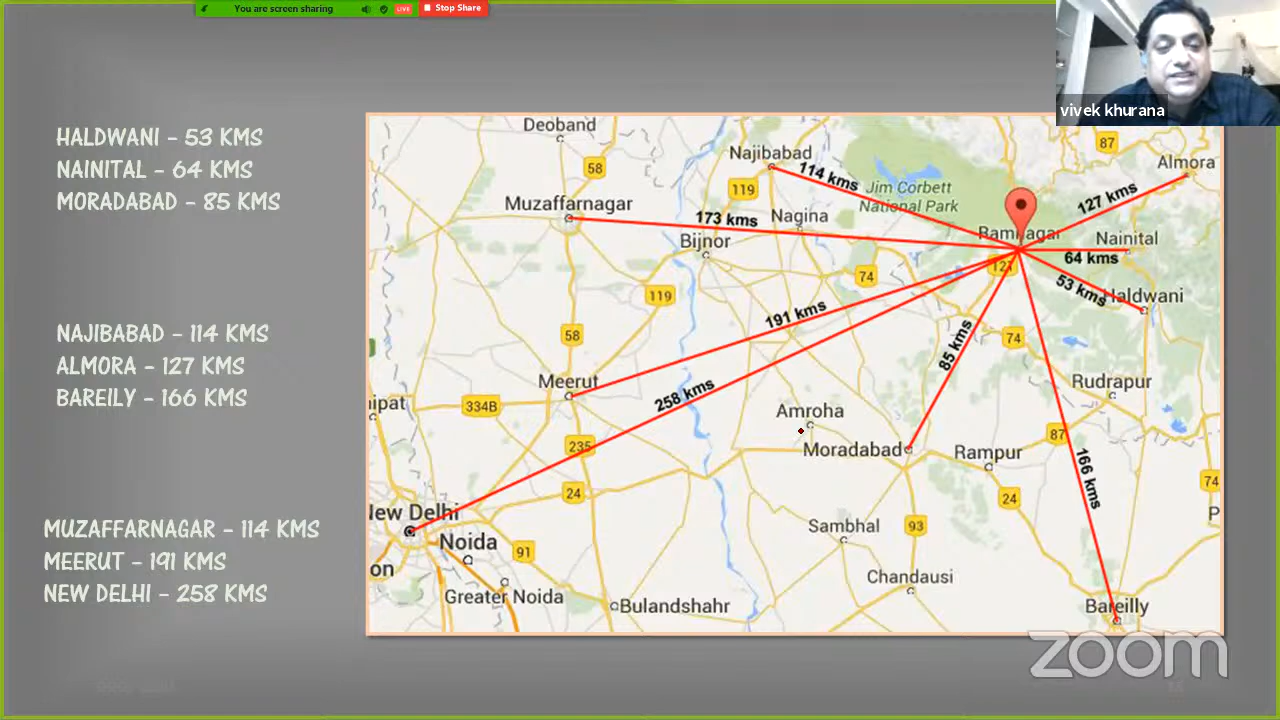 You are screen sharing
LIVE
Stop Share
vivek khurana
HALDWANI – 53 KMS
NAINITAL – 64 KMS
MORADABAD – 85 KMS
NAJIBABAD – 114 KMS
ALMORA – 127 KMS
BAREILY – 166 KMS
MUZAFFARNAGAR – 114 KMS
MEERUT – 191 KMS
NEW DELHI – 258 KMS
Deoband
58
Najibabad
87
Almora
114 kms
119
Jim Corbett
National Park
127 kms
Muzaffarnagar
173 kms
Nagina
Ramnagar
Nainital
Bijnor
64 kms
127
74
53 kms
Haldwani
119
191 kms
58
85 kms
74
Meerut
258 kms
Rudrapur
ipat
334B
Amroha
87
235
Moradabad
Rampur
166 kms
74
24
24
New Delhi
P
Sambhal
93
Noida
91
on
Chandausi
Greater Noida
Bulandshahr
Bareilly
zoom